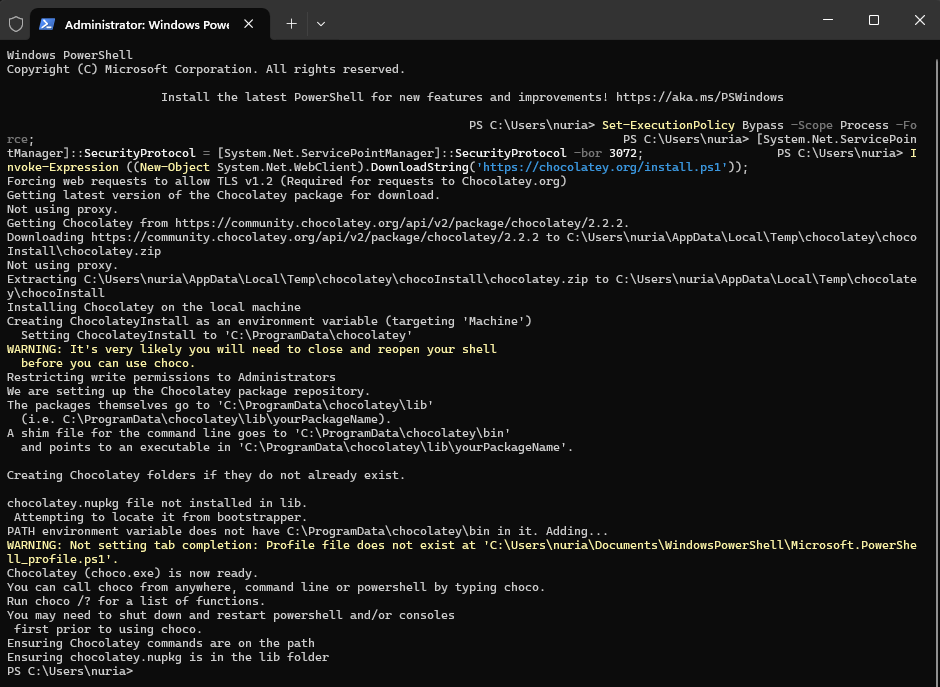 Administrator: Windows Powe
Windows PowerShell
Copyright (C) Microsoft Corporation. All rights reserved.
Install the latest PowerShell for new features and improvements! https://aka.ms/PSWindows
PS C:\Users\nuria> Set-ExecutionPolicy Bypass -Scope Process -Fo
rce; PS C:\Users\nuria> [System.Net.ServicePoin
tManager]::SecurityProtocol = [System.Net.ServicePointManager]::SecurityProtocol -bor 3072; PS C:\Users\nuria> I
nvoke-Expression ((New-Object System.Net.WebClient).DownloadString('https://chocolatey.org/install.ps1'));
Forcing web requests to allow TLS v1.2 (Required for requests to Chocolatey.org)
Getting latest version of the Chocolatey package for download.
Not using proxy.
Getting Chocolatey from https://community.chocolatey.org/api/v2/package/chocolatey/2.2.2.
Downloading https://community.chocolatey.org/api/v2/package/chocolatey/2.2.2 to C:\Users\nuria\AppData\Local\Temp\chocolatey\choco
Install\chocolatey.zip
Not using proxy.
Extracting C:\Users\nuria\AppData\Local\Temp\chocolatey\chocoInstall\chocolatey.zip to C:\Users\nuria\AppData\Local\Temp\chocolate
y\chocoInstall
Installing Chocolatey on the local machine
Creating ChocolateyInstall as an environment variable (targeting 'Machine')
  Setting ChocolateyInstall to 'C:\ProgramData\chocolatey'
WARNING: It's very likely you will need to close and reopen your shell
  before you can use choco.
Restricting write permissions to Administrators
We are setting up the Chocolatey package repository.
The packages themselves go to 'C:\ProgramData\chocolatey\lib'
  (i.e. C:\ProgramData\chocolatey\lib\yourPackageName).
A shim file for the command line goes to 'C:\ProgramData\chocolatey\bin'
  and points to an executable in 'C:\ProgramData\chocolatey\lib\yourPackageName'.
Creating Chocolatey folders if they do not already exist.
chocolatey.nupkg file not installed in lib.
 Attempting to locate it from bootstrapper.
PATH environment variable does not have C:\ProgramData\chocolatey\bin in it. Adding...
WARNING: Not setting tab completion: Profile file does not exist at 'C:\Users\nuria\Documents\WindowsPowerShell\Microsoft.PowerShe
ll_profile.ps1'.
Chocolatey (choco.exe) is now ready.
You can call choco from anywhere, command line or powershell by typing choco.
Run choco /? for a list of functions.
You may need to shut down and restart powershell and/or consoles
 first prior to using choco.
Ensuring Chocolatey commands are on the path
Ensuring chocolatey.nupkg is in the lib folder
PS C:\Users\nuria>